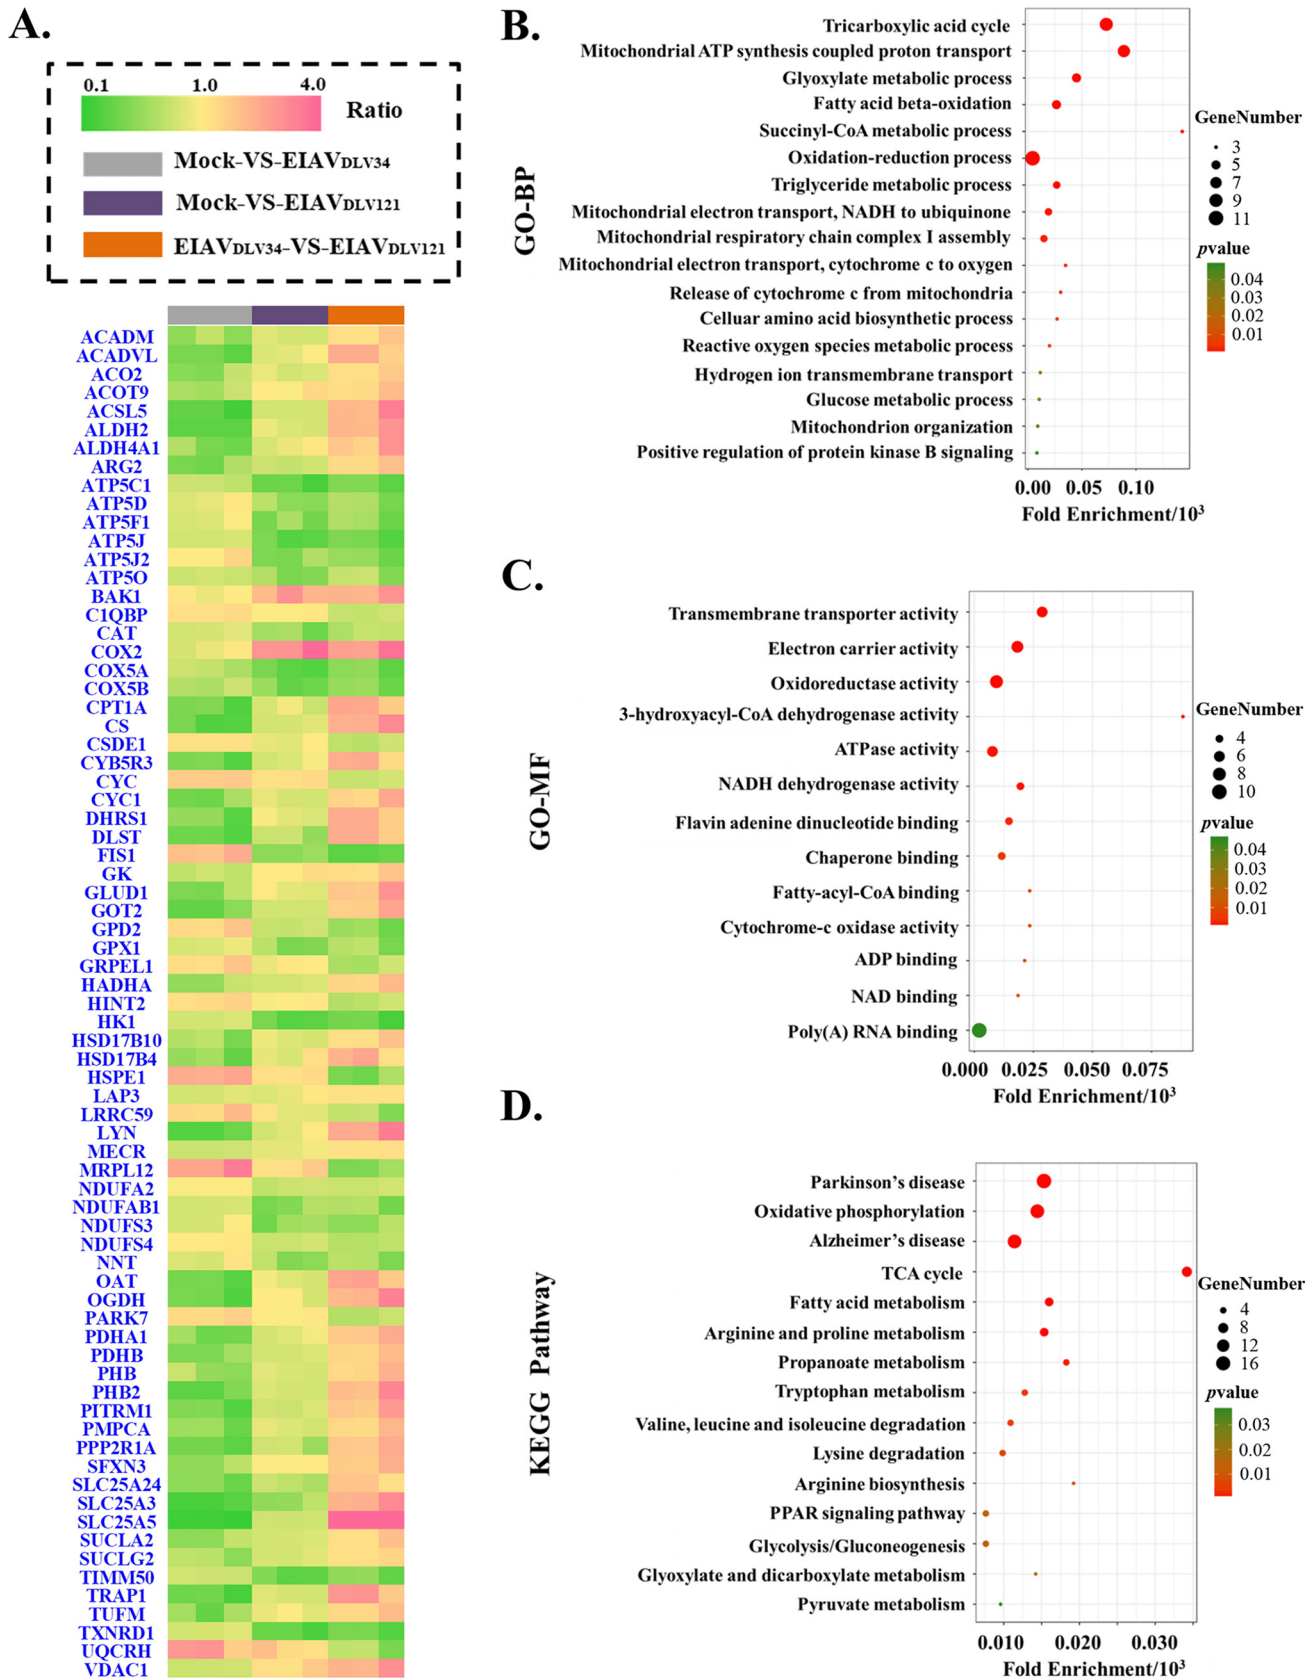 A.
0.1 1.0 4.0
Ratio
Mock-VS-EIAVDLV34
Mock-VS-EIAVDLV121
EIAVDLV34-VS-EIAVDLV121
ACADM
ACADVL
ACO2
ACOT9
ACSL5
ALDH2
ALDH4A1
ARG2
ATP5C1
ATP5D
ATP5F1
ATP5J
ATP5J2
ATP5O
BAK1
C1QBP
CAT
COX2
COX5A
COX5B
CPT1A
CS
CSDE1
CYB5R3
CYC
CYC1
DHRS1
DLST
FIS1
GK
GLUD1
GOT2
GPD2
GPX1
GRPEL1
HADHA
HINT2
HK1
HSD17B10
HSD17B4
HSPE1
LAP3
LRRC59
LYN
MECR
MRPL12
NDUFA2
NDUFAB1
NDUFS3
NDUFS4
NNT
OAT
OGDH
PARK7
PDHA1
PDHB
PHB
PHB2
PITRM1
PMPCA
PPP2R1A
SFXN3
SLC25A24
SLC25A3
SLC25A5
SUCLA2
SUCLG2
TIMM50
TRAP1
TUFM
TXNRD1
UQCRH
VDAC1
B.
GO-BP
Tricarboxylic acid cycle
Mitochondrial ATP synthesis coupled proton transport
Glyoxylate metabolic process
Fatty acid beta-oxidation
Succinyl-CoA metabolic process
Oxidation-reduction process
Triglyceride metabolic process
Mitochondrial electron transport, NADH to ubiquinone
Mitochondrial respiratory chain complex I assembly
Mitochondrial electron transport, cytochrome c to oxygen
Release of cytochrome c from mitochondria
Celluar amino acid biosynthetic process
Reactive oxygen species metabolic process
Hydrogen ion transmembrane transport
Glucose metabolic process
Mitochondrion organization
Positive regulation of protein kinase B signaling
0.00 0.05 0.10
Fold Enrichment/10³
GeneNumber
3
5
7
9
11
pvalue
0.04
0.03
0.02
0.01
C.
GO-MF
Transmembrane transporter activity
Electron carrier activity
Oxidoreductase activity
3-hydroxyacyl-CoA dehydrogenase activity
ATPase activity
NADH dehydrogenase activity
Flavin adenine dinucleotide binding
Chaperone binding
Fatty-acyl-CoA binding
Cytochrome-c oxidase activity
ADP binding
NAD binding
Poly(A) RNA binding
0.000 0.025 0.050 0.075
Fold Enrichment/10³
GeneNumber
4
6
8
10
pvalue
0.04
0.03
0.02
0.01
D.
KEGG Pathway
Parkinson's disease
Oxidative phosphorylation
Alzheimer's disease
TCA cycle
Fatty acid metabolism
Arginine and proline metabolism
Propanoate metabolism
Tryptophan metabolism
Valine, leucine and isoleucine degradation
Lysine degradation
Arginine biosynthesis
PPAR signaling pathway
Glycolysis/Gluconeogenesis
Glyoxylate and dicarboxylate metabolism
Pyruvate metabolism
0.010 0.020 0.030
Fold Enrichment/10³
GeneNumber
4
8
12
16
pvalue
0.03
0.02
0.01